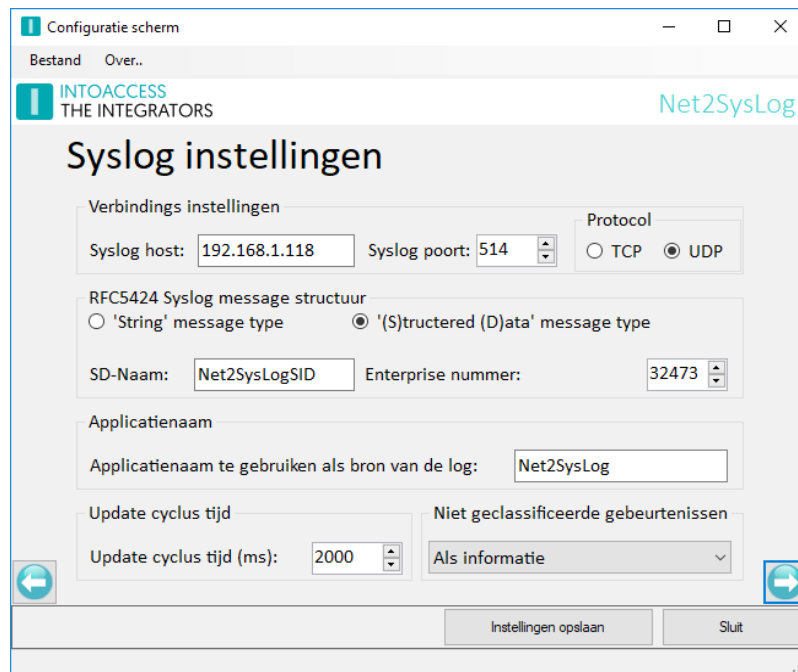 Configuratie scherm
Bestand Over..
INTOACCESS
THE INTEGRATORS
Net2SysLog
Syslog instellingen
Verbindings instellingen
Protocol
Syslog host: 192.168.1.118 Syslog poort: 514 TCP UDP
RFC5424 Syslog message structuur
'String' message type '(S)tructured (D)ata' message type
SD-Naam: Net2SysLogSID Enterprise nummer: 32473
Applicatienaam
Applicatienaam te gebruiken als bron van de log: Net2SysLog
Update cyclus tijd Niet geclassificeerde gebeurtenissen
Update cyclus tijd (ms): 2000 Als informatie
Instellingen opslaan Sluit